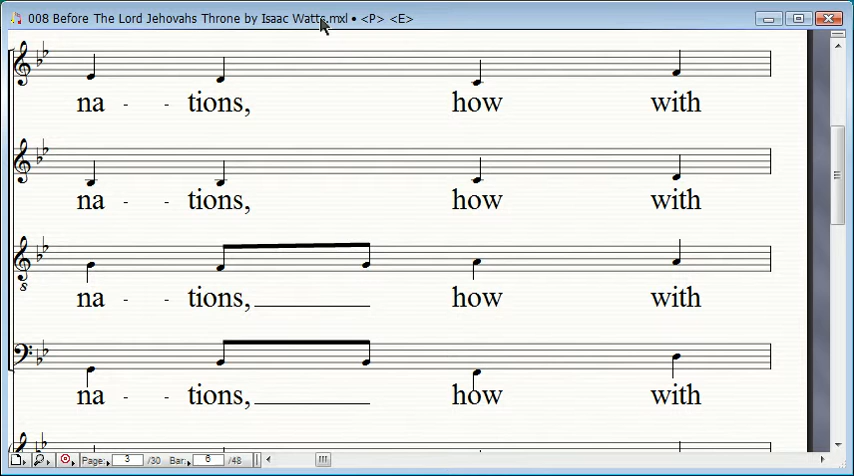 008 Before The Lord Jehovahs Throne by Isaac Watts.mxl • <P> <E>
na - - tions, how with
na - - tions, how with
8
na - - tions, how with
na - - tions, how with
Page: 3 /30 Bar: 6 /48